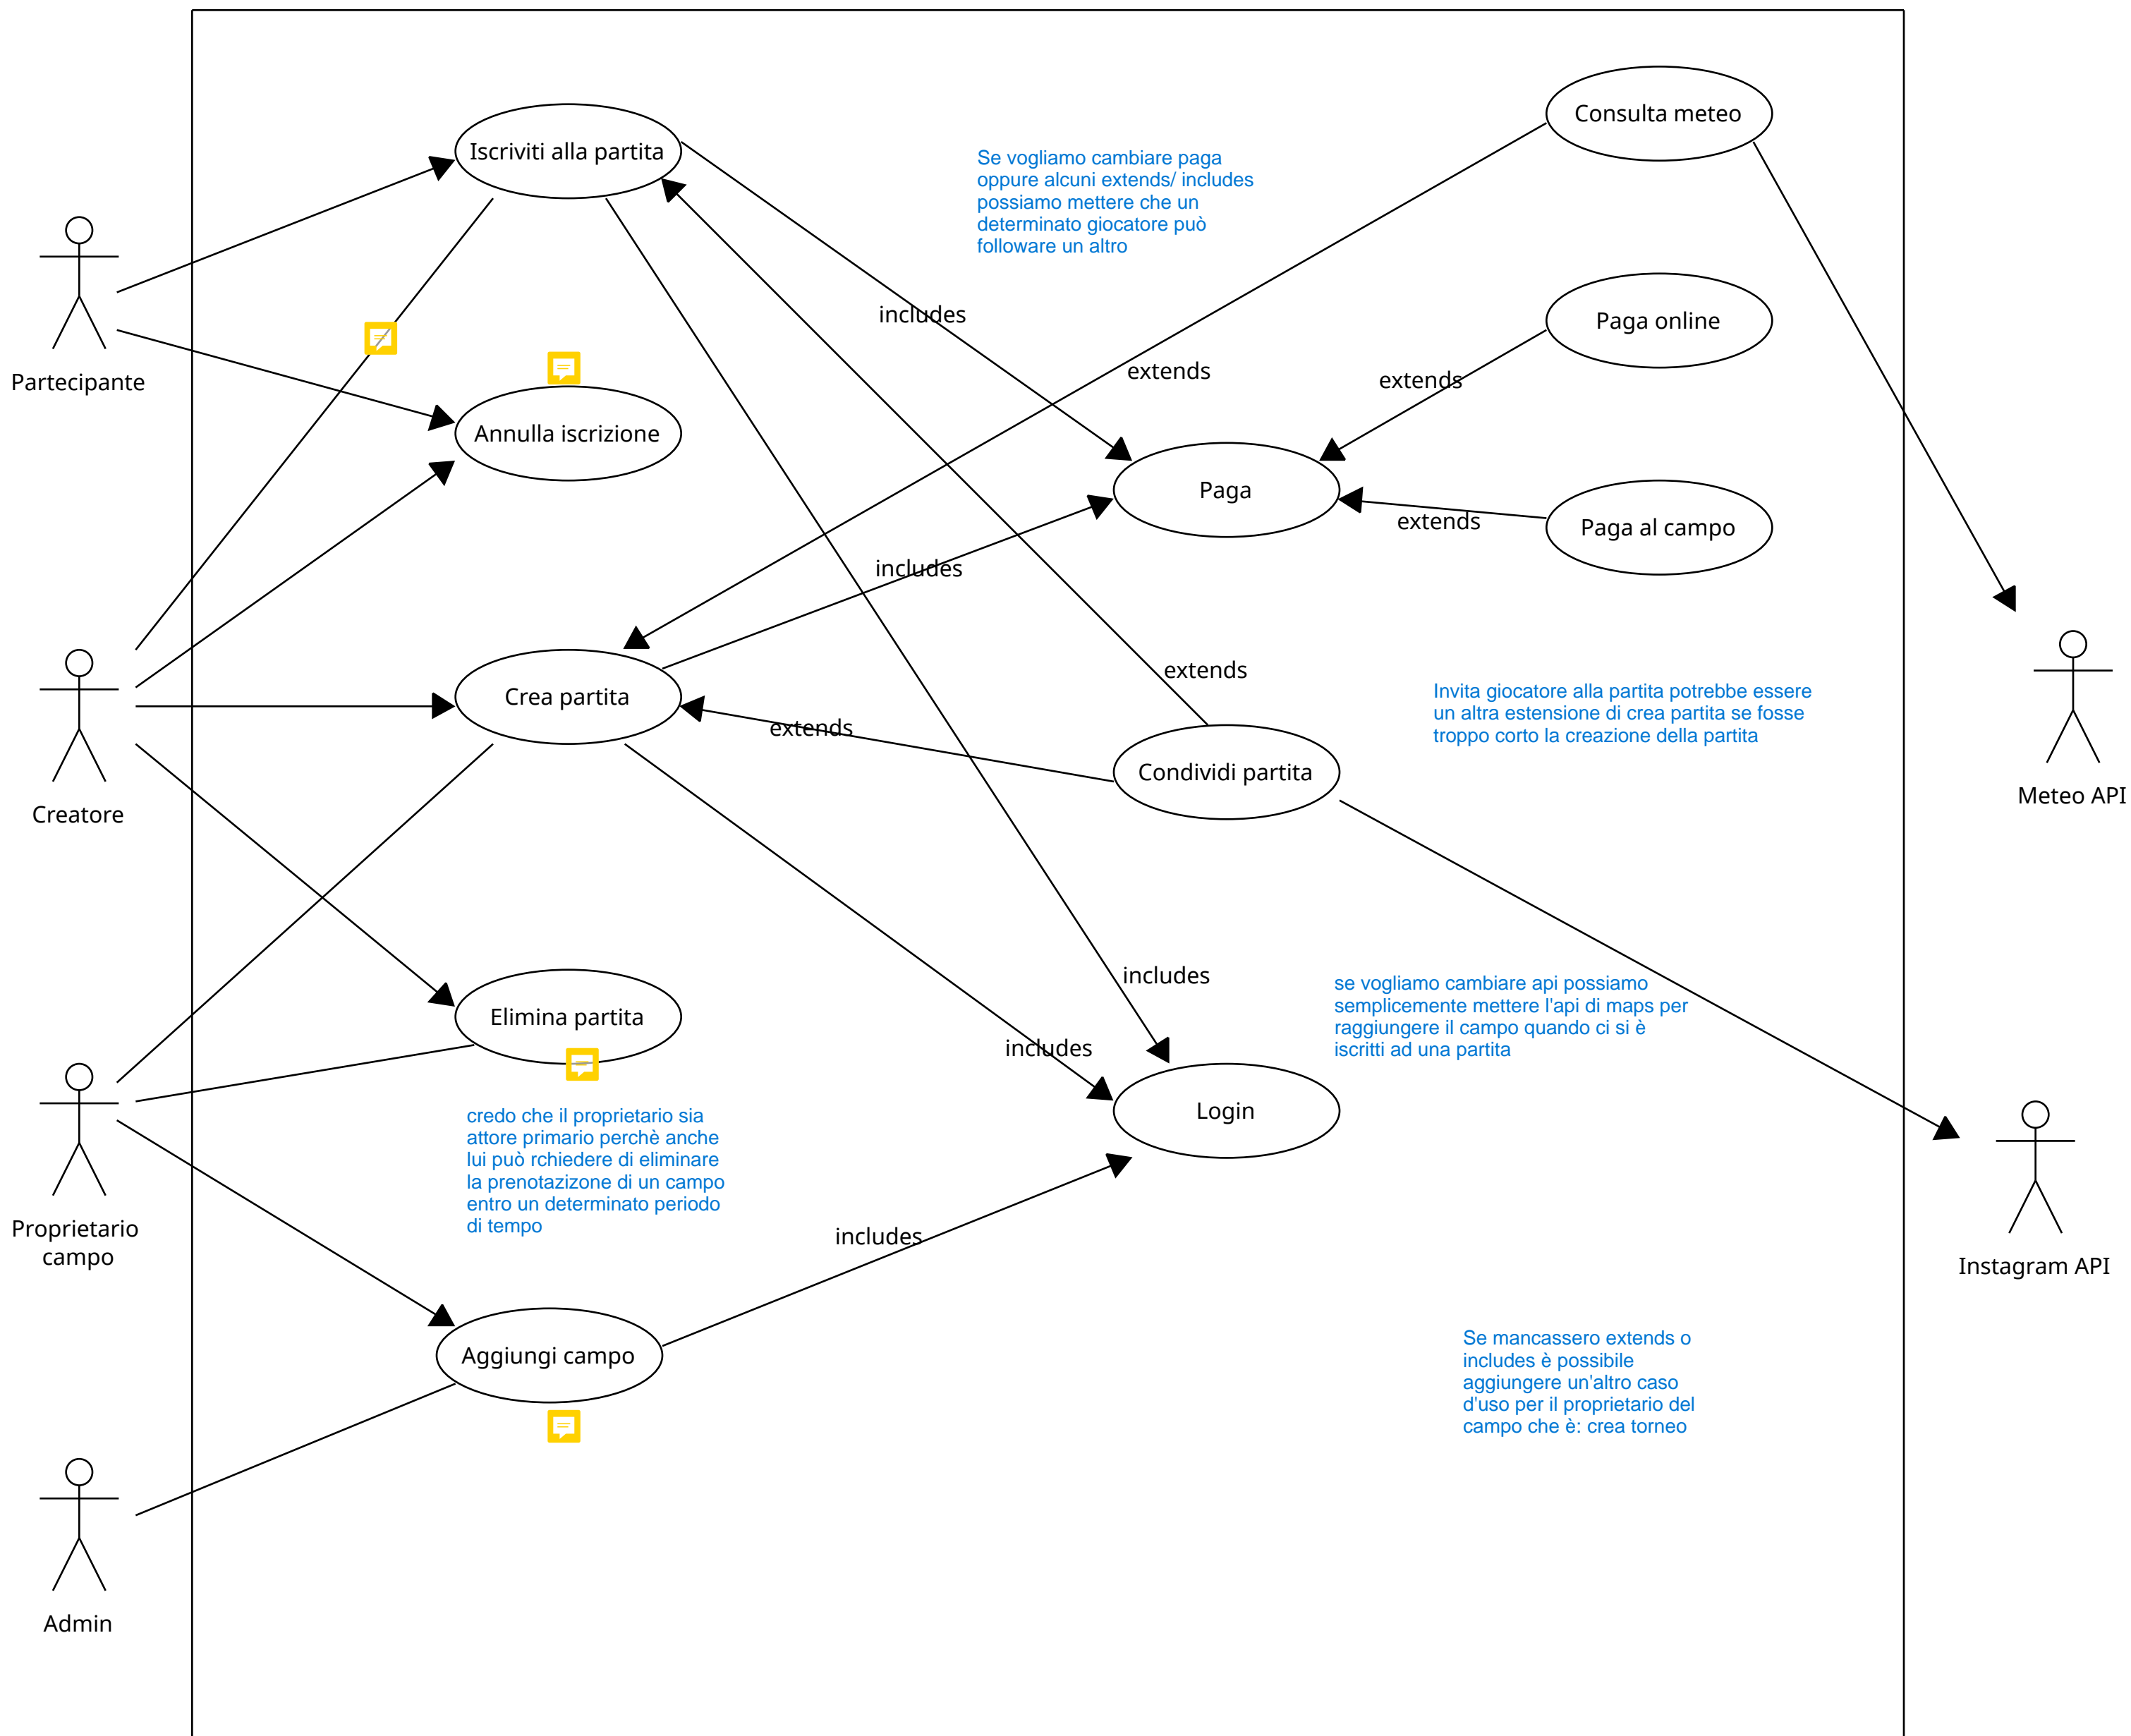 Consulta meteo
Iscriviti alla partita
Se vogliamo cambiare paga
oppure alcuni extends/ includes
possiamo mettere che un
determinato giocatore può
followare un altro
includes
Paga online
extends
extends
Partecipante
Annulla iscrizione
Paga
Paga al campo
extends
includes
extends
Crea partita
extends
Invita giocatore alla partita potrebbe essere
un altra estensione di crea partita se fosse
troppo corto la creazione della partita
Condividi partita
Creatore
Meteo API
includes
se vogliamo cambiare api possiamo
semplicemente mettere l'api di maps per
raggiungere il campo quando ci si è
iscritti ad una partita
Elimina partita
includes
Login
credo che il proprietario sia
attore primario perchè anche
lui può rchiedere di eliminare
la prenotazizone di un campo
entro un determinato periodo
di tempo
Proprietario
campo
includes
Instagram API
Aggiungi campo
Se mancassero extends o
includes è possibile
aggiungere un'altro caso
d'uso per il proprietario del
campo che è: crea torneo
Admin